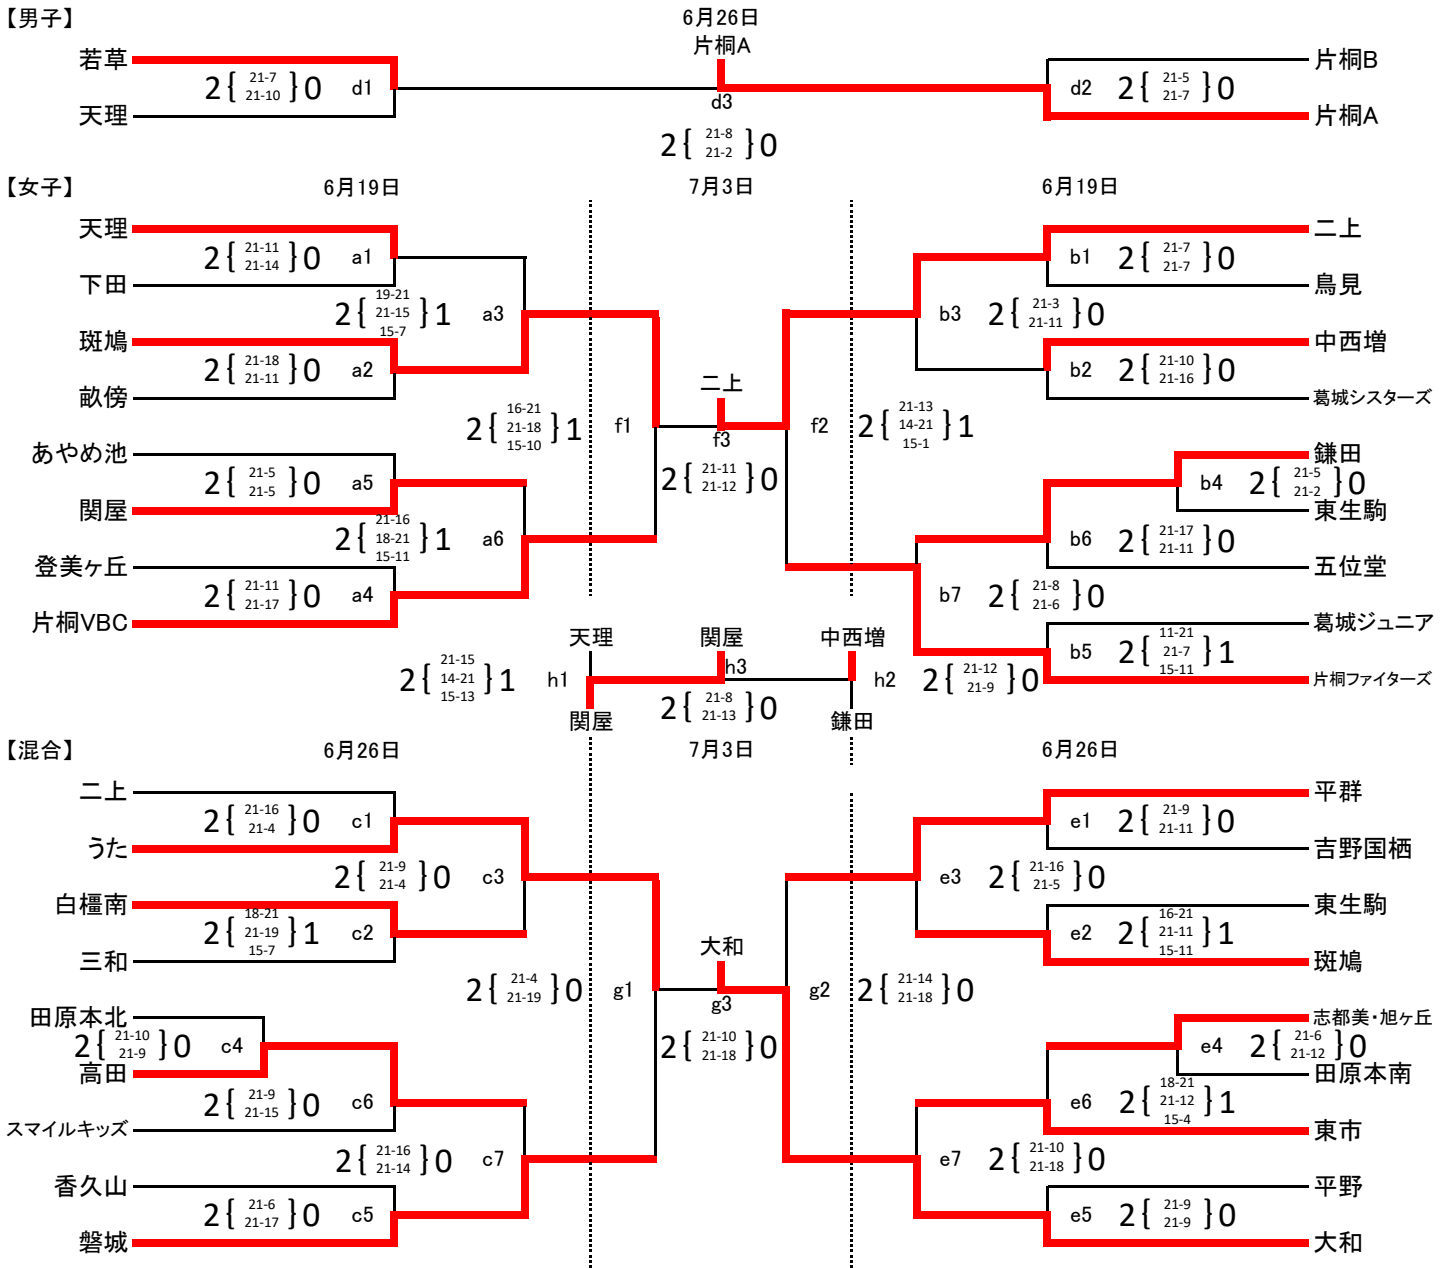 【男子】
6月26日
片桐A
若草
2{ 21-7 21-10 }0 d1
天理
d3
2{ 21-8 21-2 }0
片桐B
d2 2{ 21-5 21-7 }0
片桐A
【女子】
6月19日
7月3日
6月19日
天理
2{ 21-11 21-14 }0 a1
下田
2{ 19-21 21-15 15-7 }1 a3
斑鳩
2{ 21-18 21-11 }0 a2
畝傍
2{ 16-21 21-18 15-10 }1 f1
あやめ池
2{ 21-5 21-5 }0 a5
関屋
2{ 21-16 18-21 15-11 }1 a6
登美ヶ丘
2{ 21-11 21-17 }0 a4
片桐VBC
二上
f3
2{ 21-11 21-12 }0
二上
b1 2{ 21-7 21-7 }0
鳥見
b3 2{ 21-3 21-11 }0
中西増
b2 2{ 21-10 21-16 }0
葛城シスターズ
f2 2{ 21-13 14-21 15-1 }1
鎌田
b4 2{ 21-5 21-2 }0
東生駒
b6 2{ 21-17 21-11 }0
五位堂
b7 2{ 21-8 21-6 }0
葛城ジュニア
b5 2{ 11-21 21-7 15-11 }1
片桐ファイターズ
天理
関屋
中西増
2{ 21-15 14-21 15-13 }1 h1
h3
2{ 21-8 21-13 }0
h2 2{ 21-12 21-9 }0
関屋
鎌田
【混合】
6月26日
7月3日
6月26日
二上
2{ 21-16 21-4 }0 c1
うた
2{ 21-9 21-4 }0 c3
白橿南
2{ 18-21 21-19 15-7 }1 c2
三和
2{ 21-4 21-19 }0 g1
田原本北
2{ 21-10 21-9 }0 c4
高田
2{ 21-9 21-15 }0 c6
スマイルキッズ
2{ 21-16 21-14 }0 c7
香久山
2{ 21-6 21-17 }0 c5
磐城
大和
g3
2{ 21-10 21-18 }0
平群
e1 2{ 21-9 21-11 }0
吉野国栖
e3 2{ 21-16 21-5 }0
東生駒
e2 2{ 16-21 21-11 15-11 }1
斑鳩
g2 2{ 21-14 21-18 }0
志都美・旭ヶ丘
e4 2{ 21-6 21-12 }0
田原本南
e6 2{ 18-21 21-12 15-4 }1
東市
e7 2{ 21-10 21-18 }0
平野
e5 2{ 21-9 21-9 }0
大和